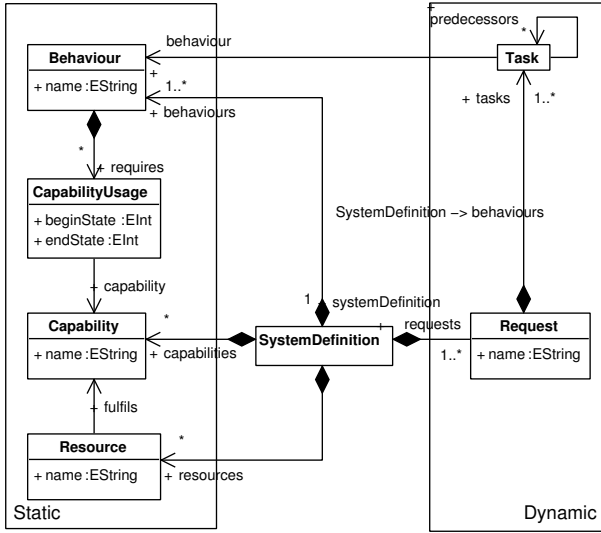 +
predecessors
*
behaviour
Behaviour
+ name :EString
+
1..*
+ behaviours
Task
+ tasks
1..*
*
+ requires
CapabilityUsage
+ beginState :EInt
+ endState :EInt
SystemDefinition −> behaviours
+ capability
1
+ systemDefinition
Capability
+ name :EString
*
+ capabilities
SystemDefinition
+ requests
1..*
Request
+ name :EString
+ fulfils
Resource
+ name :EString
*
+ resources
Static
Dynamic